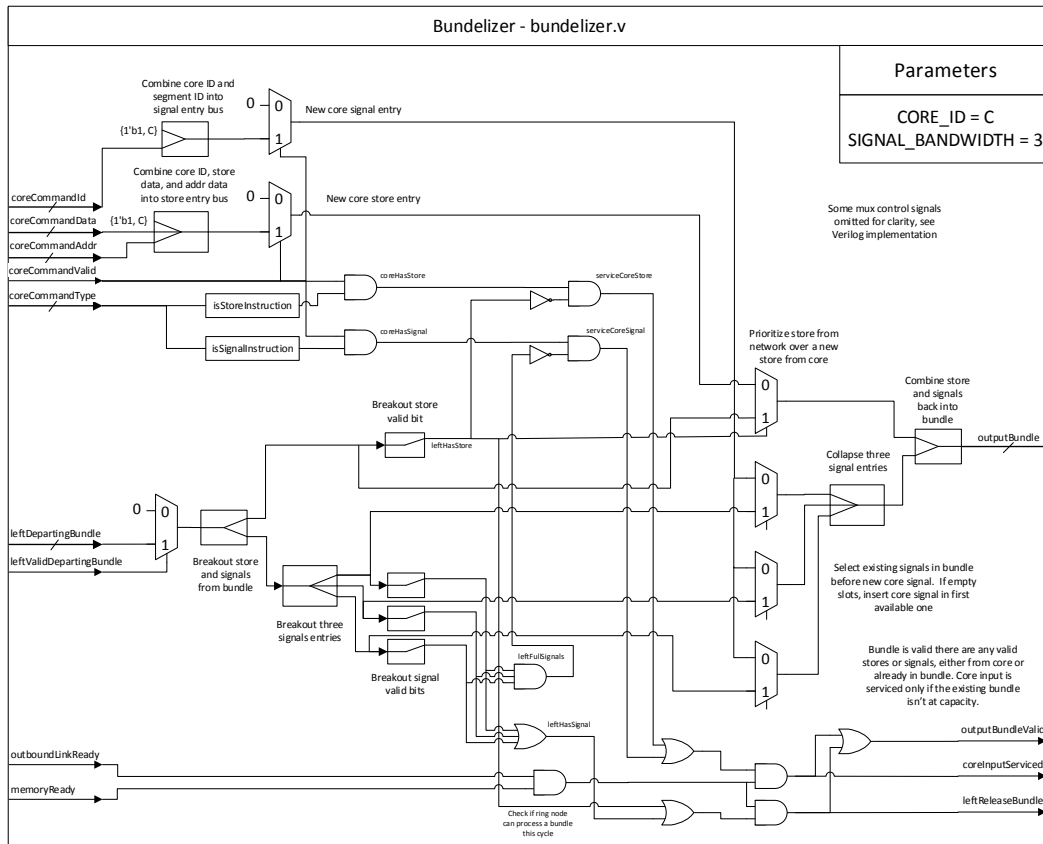 Bundelizer - bundelizer.v
Parameters
CORE_ID = C
SIGNAL_BANDWIDTH = 3
Combine core ID and
segment ID into
signal entry bus
0
0
1
New core signal entry
{1'b1, C}
Combine core ID, store
data, and addr data
into store entry bus
0
0
1
New core store entry
{1'b1, C}
coreCommandId
coreCommandData
coreCommandAddr
coreCommandValid
coreCommandType
Some mux control signals
omitted for clarity, see
Verilog implementation
coreHasStore
serviceCoreStore
isStoreInstruction
coreHasSignal
serviceCoreSignal
isSignalInstruction
Prioritize store from
network over a new
store from core
0
1
Combine store
and signals
back into
bundle
outputBundle
Breakout store
valid bit
leftHasStore
Collapse three
signal entries
0
1
0
0
1
leftDepartingBundle
leftValidDepartingBundle
Breakout store
and signals
from bundle
Breakout three
signals entries
Breakout signal
valid bits
0
1
Select existing signals in bundle
before new core signal. If empty
slots, insert core signal in first
available one
0
1
leftFullSignals
leftHasSignal
Bundle is valid there are any valid
stores or signals, either from core or
already in bundle. Core input is
serviced only if the existing bundle
isn't at capacity.
outboundLinkReady
memoryReady
Check if ring node
can process a bundle
this cycle
outputBundleValid
coreInputServiced
leftReleaseBundle